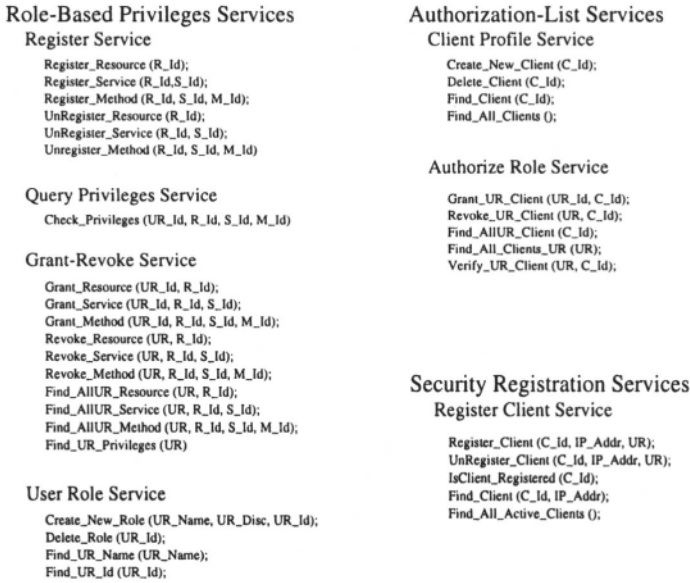 Role-Based Privileges Services
Register Service
Register_Resource (R_Id);
Register_Service (R_Id,S_Id);
Register_Method (R_Id, S_Id, M_Id);
UnRegister_Resource (R_Id);
UnRegister_Service (R_Id, S_Id);
Unregister_Method (R_Id, S_Id, M_Id)
Query Privileges Service
Check_Privileges (UR_Id, R_Id, S_Id, M_Id)
Grant-Revoke Service
Grant_Resource (UR_Id, R_Id);
Grant_Service (UR_Id, R_Id, S_Id);
Grant_Method (UR_Id, R_Id, S_Id, M_Id);
Revoke_Resource (UR, R_Id);
Revoke_Service (UR, R_Id, S_Id);
Revoke_Method (UR, R_Id, S_Id, M_Id);
Find_AllUR_Resource (UR, R_Id);
Find_AllUR_Service (UR, R_Id, S_Id);
Find_AllUR_Method (UR, R_Id, S_Id, M_Id);
Find_UR_Privileges (UR)
User Role Service
Create_New_Role (UR_Name, UR_Disc, UR_Id);
Delete_Role (UR_Id);
Find_UR_Name (UR_Name);
Find_UR_Id (UR_Id);
Authorization-List Services
Client Profile Service
Create_New_Client (C_Id);
Delete_Client (C_Id);
Find_Client (C_Id);
Find_All_Clients ();
Authorize Role Service
Grant_UR_Client (UR_Id, C_Id);
Revoke_UR_Client (UR, C_Id);
Find_AllUR_Client (C_Id);
Find_All_Clients_UR (UR);
Verify_UR_Client (UR, C_Id);
Security Registration Services
Register Client Service
Register_Client (C_Id, IP_Addr, UR);
UnRegister_Client (C_Id, IP_Addr, UR);
IsClient_Registered (C_Id);
Find_Client (C_Id, IP_Addr);
Find_All_Active_Clients ();